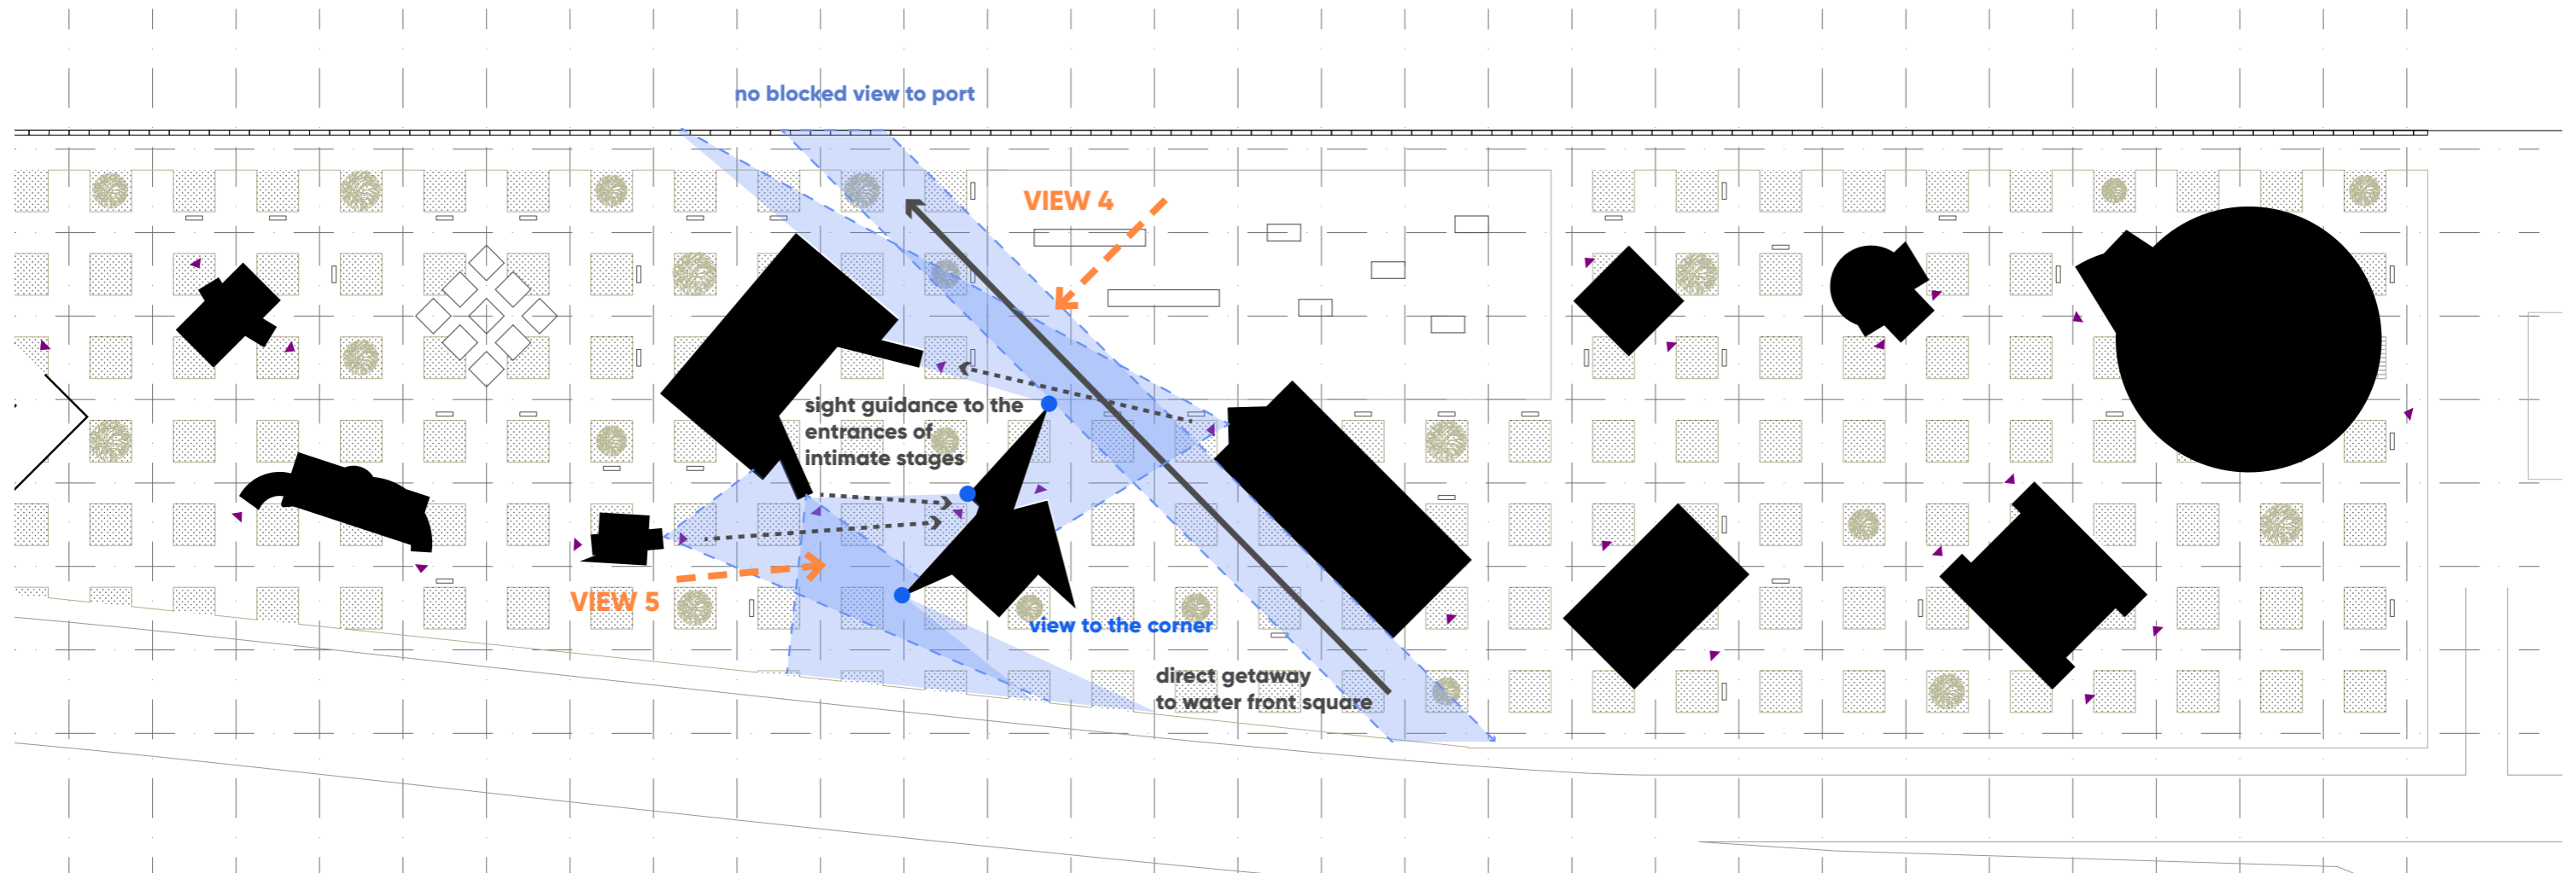 no blocked view to port
VIEW 4
sight guidance to the
entrances of
intimate stages
VIEW 5
view to the corner
direct getaway
to water front square